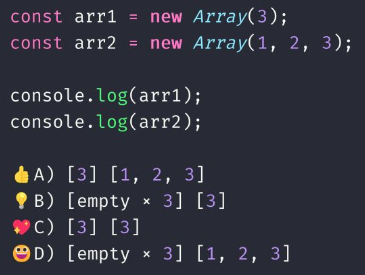 const arr1 = new Array(3);
const arr2 = new Array(1, 2, 3);
console.log(arr1);
console.log(arr2);
👍A) [3] [1, 2, 3]
💡B) [empty × 3] [3]
💖C) [3] [3]
😀D) [empty × 3] [1, 2, 3]